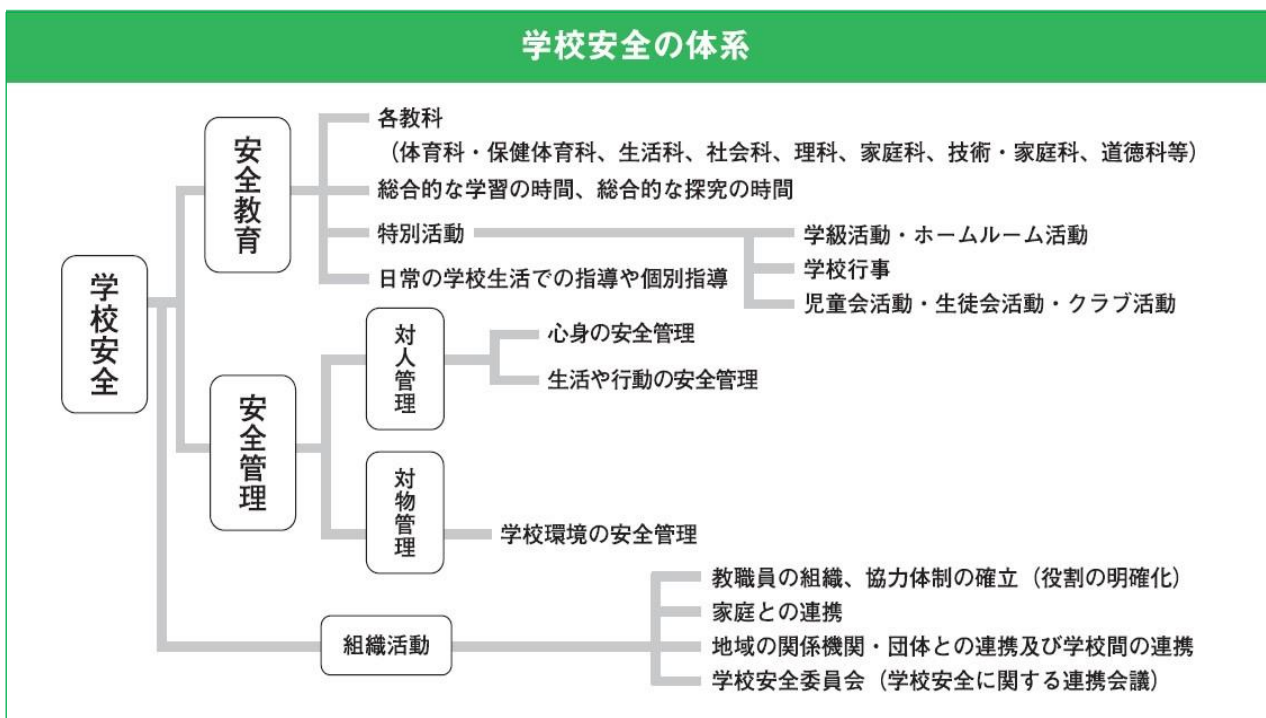 学校安全の体系
学校安全
安全教育
各教科
（体育科・保健体育科、生活科、社会科、理科、家庭科、技術・家庭科、道徳科等）
総合的な学習の時間、総合的な探究の時間
特別活動
学級活動・ホームルーム活動
学校行事
児童会活動・生徒会活動・クラブ活動
日常の学校生活での指導や個別指導
安全管理
対人管理
心身の安全管理
生活や行動の安全管理
対物管理
学校環境の安全管理
組織活動
教職員の組織、協力体制の確立（役割の明確化）
家庭との連携
地域の関係機関・団体との連携及び学校間の連携
学校安全委員会（学校安全に関する連携会議）